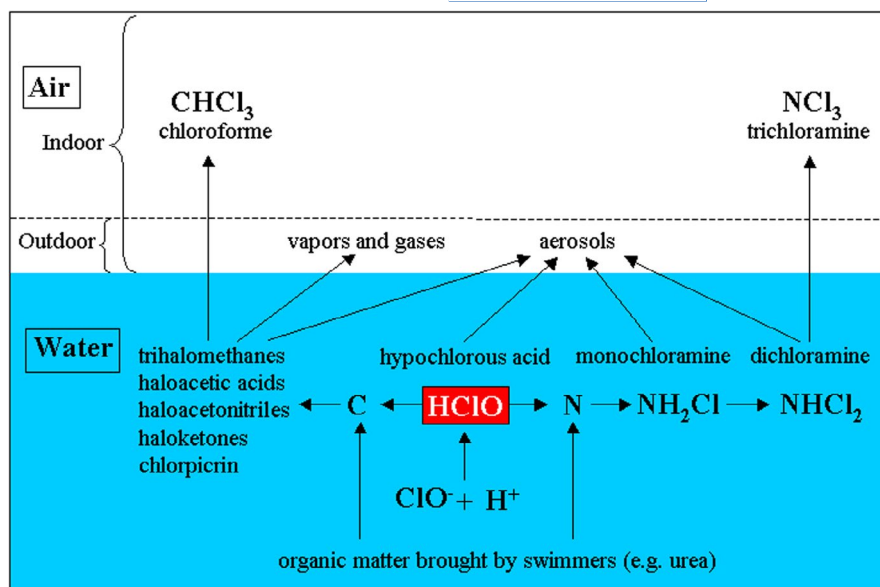 Air
Indoor
CHCl₃
chloroforme
NCl₃
trichloramine
Outdoor
vapors and gases
aerosols
Water
trihalomethanes
haloacetic acids
haloacetonitriles
haloketones
chlorpicrin
hypochlorous acid
monochloramine
dichloramine
C
HClO
N
NH₂Cl
NHCl₂
ClO⁻ + H⁺
organic matter brought by swimmers (e.g. urea)